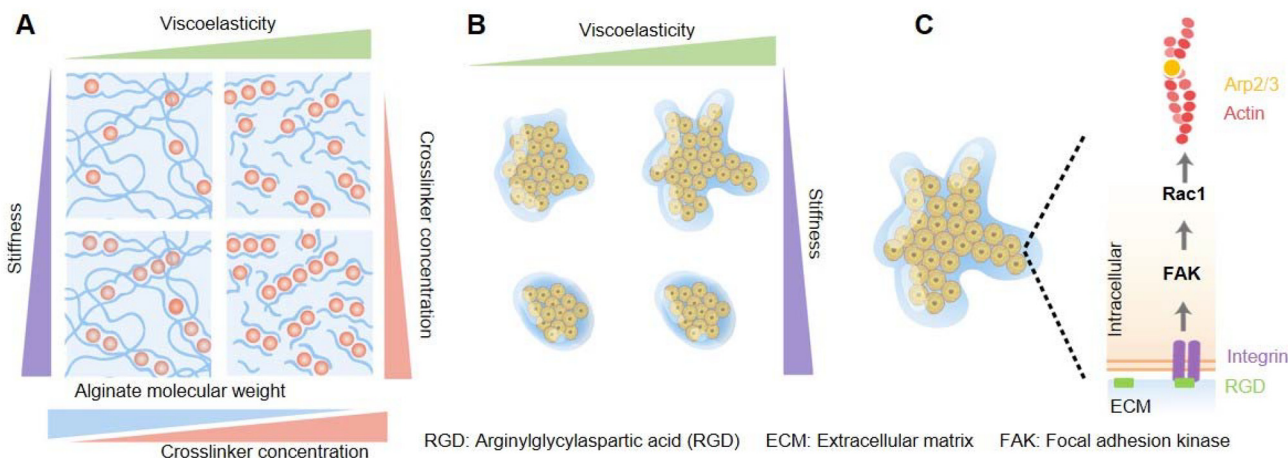 A
Viscoelasticity
Stiffness
Crosslinker concentration
Alginate molecular weight
Crosslinker concentration
B
Viscoelasticity
Stiffness
C
Arp2/3
Actin
Rac1
FAK
Intracellular
Integrin
RGD
ECM
RGD: Arginylglycylaspartic acid (RGD) ECM: Extracellular matrix FAK: Focal adhesion kinase